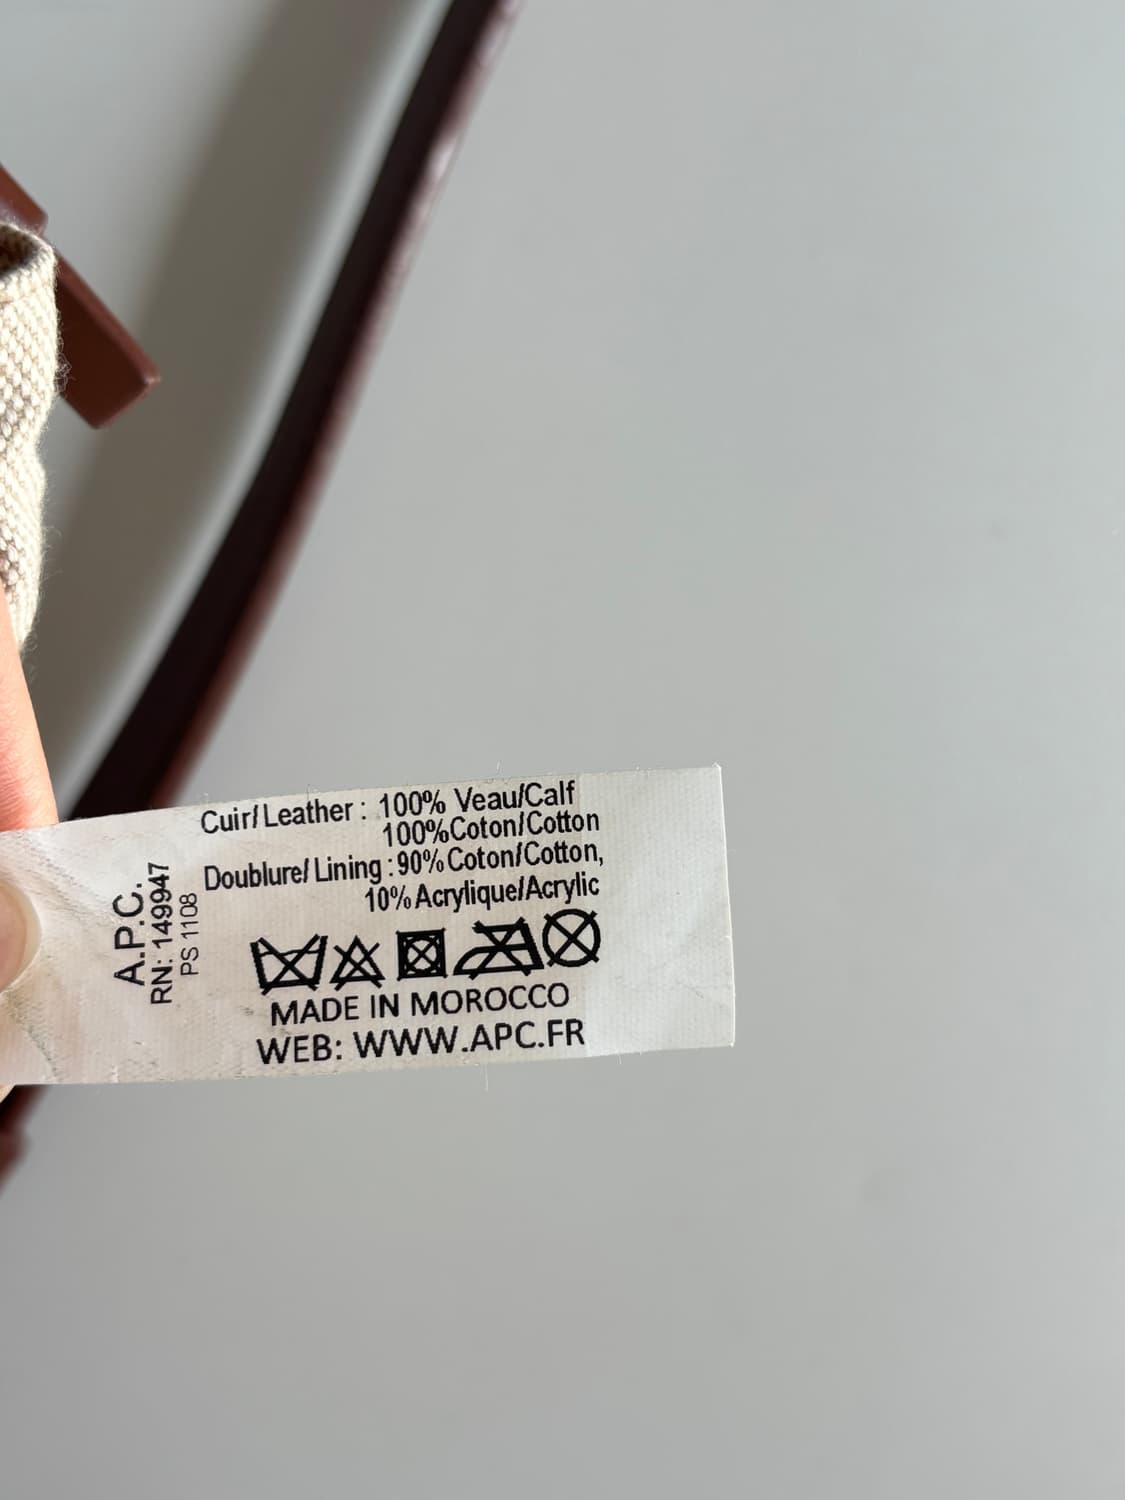 A.P.C.
RN: 149947
PS 1108
Cuir/Leather : 100% Veau/Calf
100%Coton/Cotton
Doublure/Lining :90%Coton/Cotton,
10%Acrylique/Acrylic
MADE IN MOROCCO
WEB: WWW.APC.FR